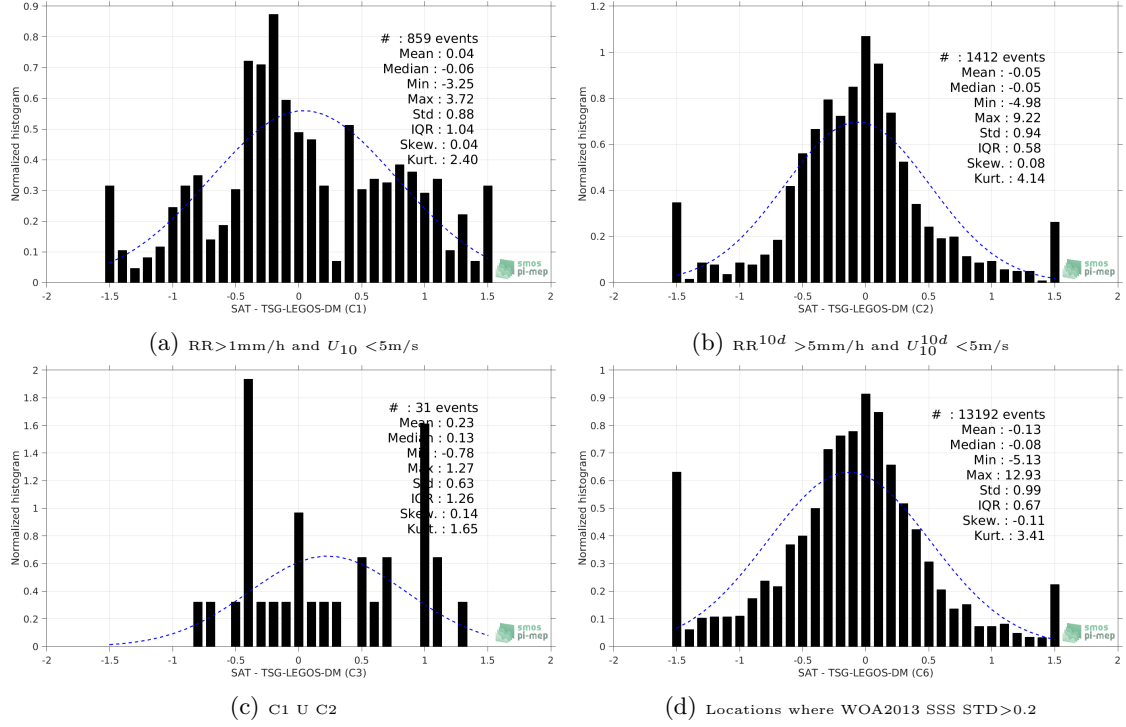 0.9
0.8
0.7
0.6
0.5
0.4
0.3
0.2
0.1
0
Normalized histogram
# : 859 events
Mean : 0.04
Median : -0.06
Min : -3.25
Max : 3.72
Std : 0.88
IQR : 1.04
Skew. : 0.04
Kurt. : 2.40
smos
pi-mep
-2 -1.5 -1 -0.5 0 0.5 1 1.5 2
SAT - TSG-LEGOS-DM (C1)
(a) RR>1mm/h and U10 <5m/s
1.2
1
0.8
0.6
0.4
0.2
0
Normalized histogram
# : 1412 events
Mean : -0.05
Median : -0.05
Min : -4.98
Max : 9.22
Std : 0.94
IQR : 0.58
Skew. : 0.08
Kurt. : 4.14
smos
pi-mep
-2 -1.5 -1 -0.5 0 0.5 1 1.5 2
SAT - TSG-LEGOS-DM (C2)
(b) RR10d >5mm/h and U10d10 <5m/s
2
1.8
1.6
1.4
1.2
1
0.8
0.6
0.4
0.2
0
Normalized histogram
# : 31 events
Mean : 0.23
Median : 0.13
Min : -0.78
Max : 1.27
Std : 0.63
IQR : 1.26
Skew. : 0.14
Kurt. : 1.65
smos
pi-mep
-2 -1.5 -1 -0.5 0 0.5 1 1.5 2
SAT - TSG-LEGOS-DM (C3)
(c) C1 U C2
1
0.9
0.8
0.7
0.6
0.5
0.4
0.3
0.2
0.1
0
Normalized histogram
# : 13192 events
Mean : -0.13
Median : -0.08
Min : -5.13
Max : 12.93
Std : 0.99
IQR : 0.67
Skew. : -0.11
Kurt. : 3.41
smos
pi-mep
-2 -1.5 -1 -0.5 0 0.5 1 1.5 2
SAT - TSG-LEGOS-DM (C6)
(d) Locations where WOA2013 SSS STD>0.2